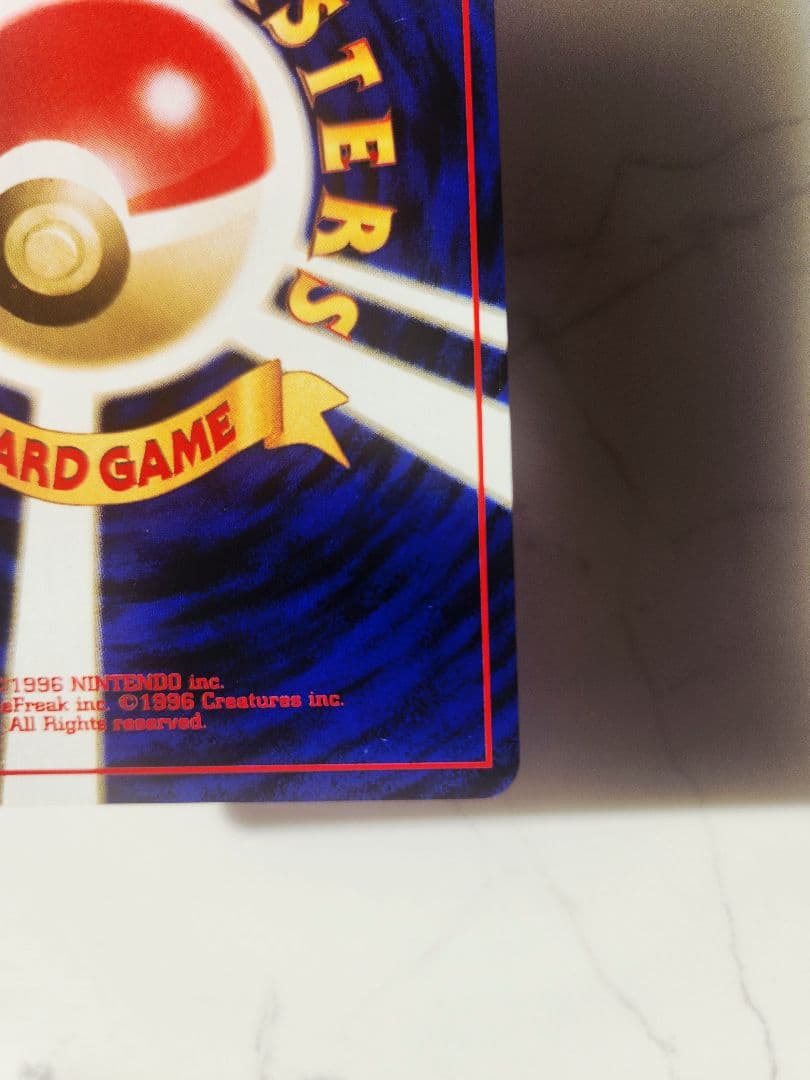 STERS
ARD GAME
©1996 NINTENDO inc.
eFreak inc. ©1996 Creatures inc.
All Rights reserved.